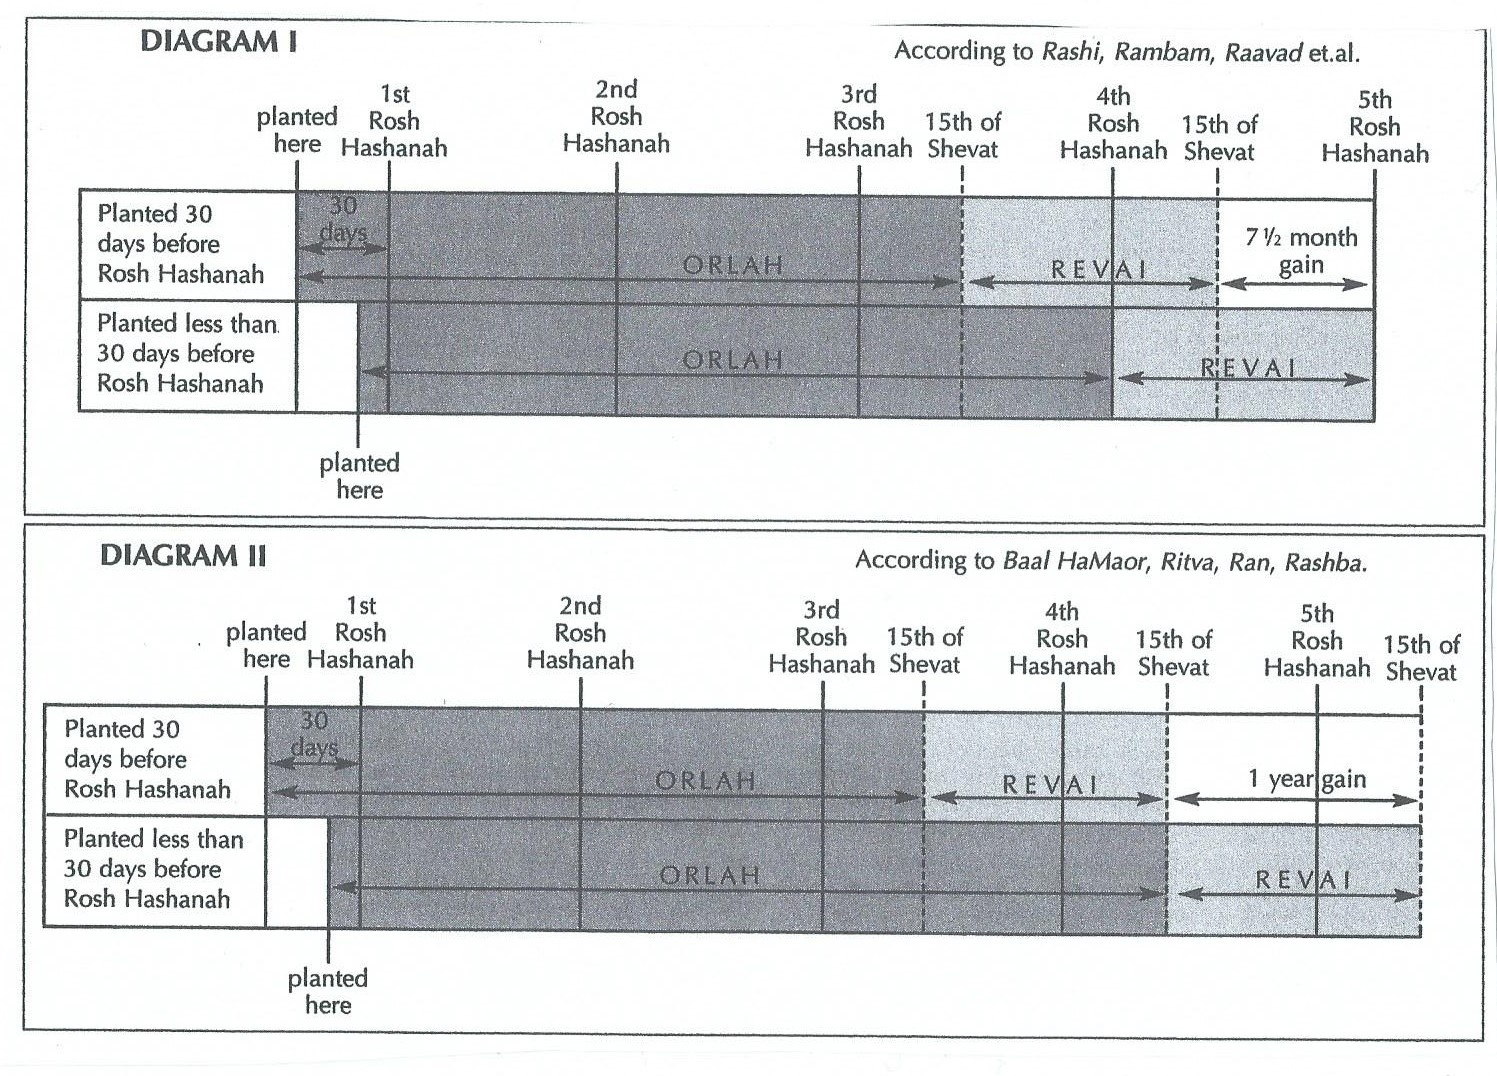 DIAGRAM I
According to Rashi, Rambam, Raavad et.al.
planted
here
1st
Rosh
Hashanah
2nd
Rosh
Hashanah
3rd
Rosh
Hashanah
15th of
Shevat
4th
Rosh
Hashanah
15th of
Shevat
5th
Rosh
Hashanah
Planted 30
days before
Rosh Hashanah
30
days
ORLAH
REVAI
7 ½ month
gain
Planted less than
30 days before
Rosh Hashanah
ORLAH
REVAI
planted
here
DIAGRAM II
According to Baal HaMaor, Ritva, Ran, Rashba.
planted
here
1st
Rosh
Hashanah
2nd
Rosh
Hashanah
3rd
Rosh
Hashanah
15th of
Shevat
4th
Rosh
Hashanah
15th of
Shevat
5th
Rosh
Hashanah
15th of
Shevat
Planted 30
days before
Rosh Hashanah
30
days
ORLAH
REVAI
1 year gain
Planted less than
30 days before
Rosh Hashanah
ORLAH
REVAI
planted
here